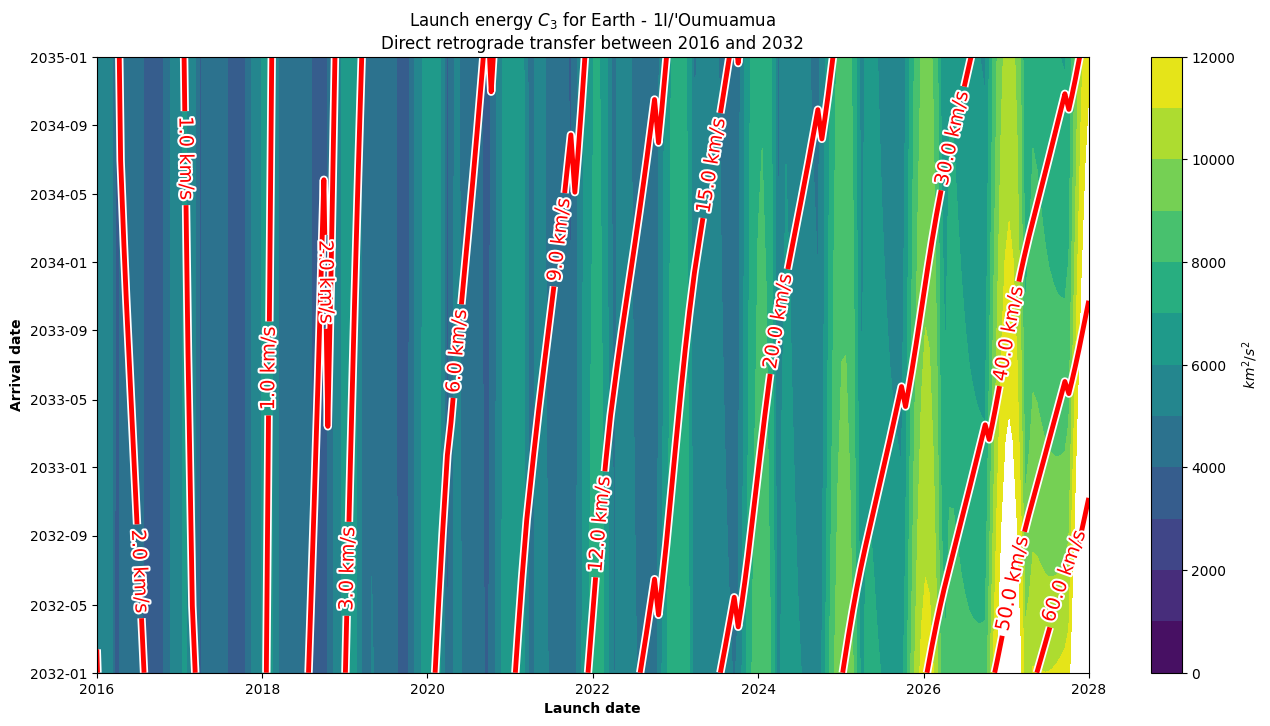 Launch energy C₃ for Earth - 1I/'Oumuamua
Direct retrograde transfer between 2016 and 2032
2035-01
2034-09
2034-05
2034-01
2033-09
2033-05
2033-01
2032-09
2032-05
2032-01
Arrival date
2.0 km/s
1.0 km/s
1.0 km/s
2.0 km/s
3.0 km/s
6.0 km/s
9.0 km/s
12.0 km/s
15.0 km/s
20.0 km/s
30.0 km/s
40.0 km/s
50.0 km/s
60.0 km/s
2016
2018
2020
2022
2024
2026
2028
Launch date
12000
10000
8000
6000
4000
2000
0
km²/s²